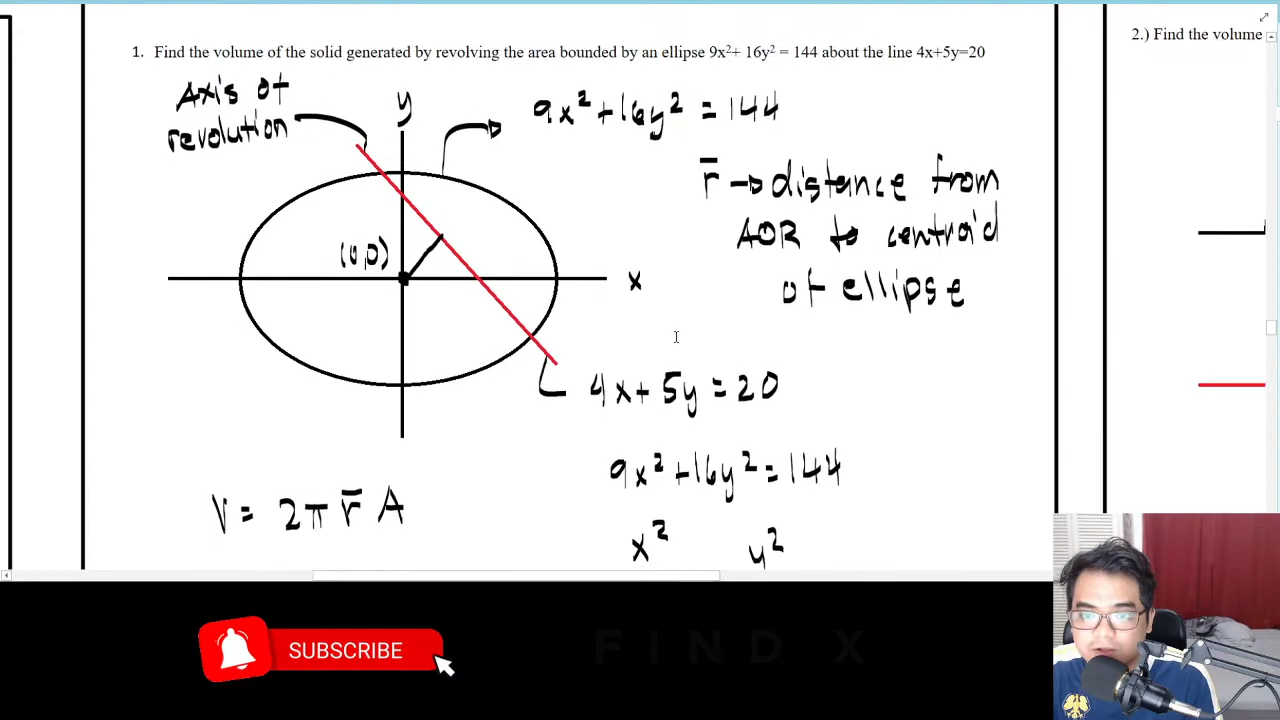 1. Find the volume of the solid generated by revolving the area bounded by an ellipse 9x²+ 16y² = 144 about the line 4x+5y=20
2.) Find the volume
Axis of
revolution
y
9x² + 16y² = 144
r̄ → distance from
AOR to centroid
of ellipse
(0,0)
x
4x + 5y = 20
9x² + 16y² = 144
V = 2π r̄ A
x² y²
SUBSCRIBE
FIND X